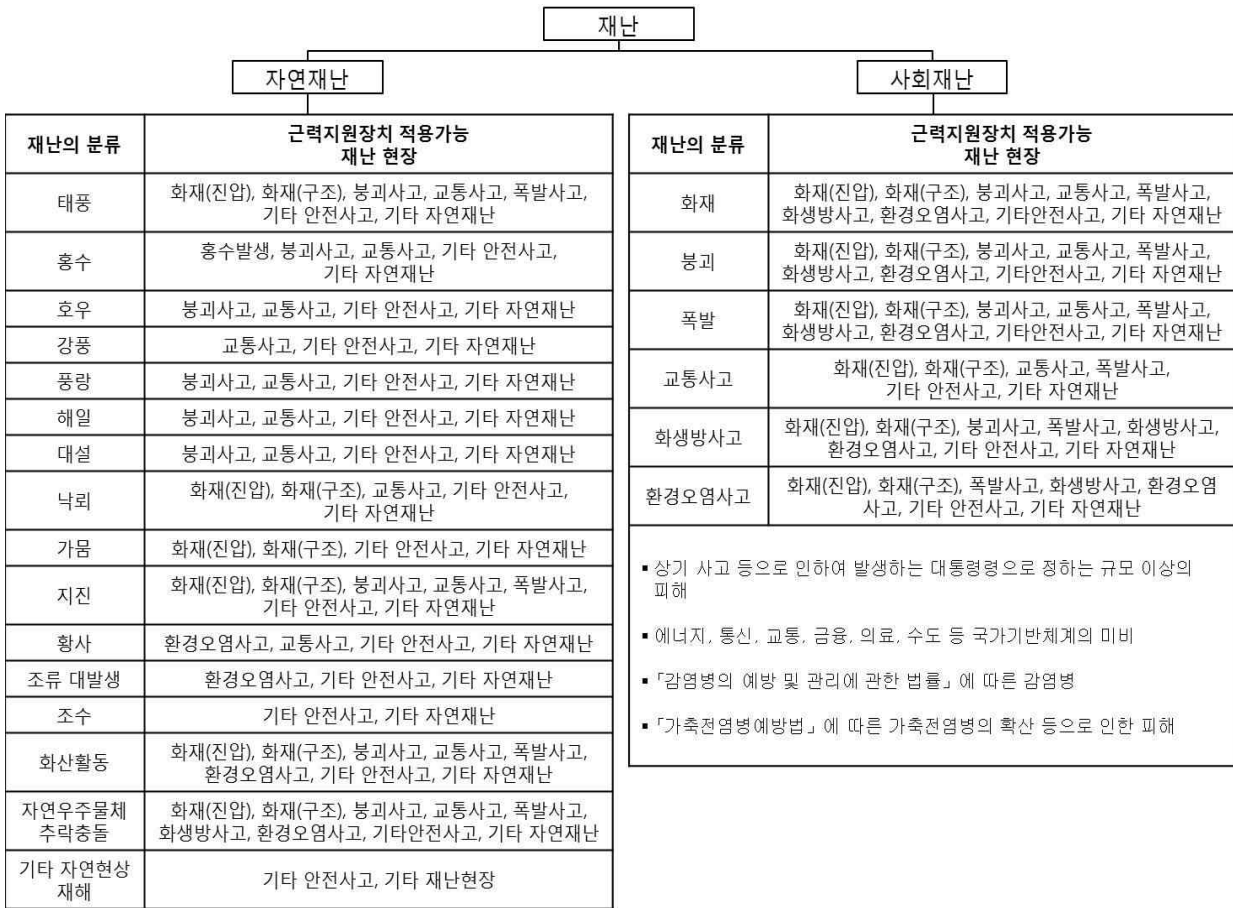 재난
자연재난
재난의 분류
근력지원장치 적용가능
재난 현장
태풍
화재(진압), 화재(구조), 붕괴사고, 교통사고, 폭발사고,
기타 안전사고, 기타 자연재난
홍수
홍수발생, 붕괴사고, 교통사고, 기타 안전사고,
기타 자연재난
호우
붕괴사고, 교통사고, 기타 안전사고, 기타 자연재난
강풍
교통사고, 기타 안전사고, 기타 자연재난
풍랑
붕괴사고, 교통사고, 기타 안전사고, 기타 자연재난
해일
붕괴사고, 교통사고, 기타 안전사고, 기타 자연재난
대설
붕괴사고, 교통사고, 기타 안전사고, 기타 자연재난
낙뢰
화재(진압), 화재(구조), 교통사고, 기타 안전사고,
기타 자연재난
가뭄
화재(진압), 화재(구조), 기타 안전사고, 기타 자연재난
지진
화재(진압), 화재(구조), 붕괴사고, 교통사고, 폭발사고,
기타 안전사고, 기타 자연재난
황사
환경오염사고, 교통사고, 기타 안전사고, 기타 자연재난
조류 대발생
환경오염사고, 기타 안전사고, 기타 자연재난
조수
기타 안전사고, 기타 자연재난
화산활동
화재(진압), 화재(구조), 붕괴사고, 교통사고, 폭발사고,
환경오염사고, 기타 안전사고, 기타 자연재난
자연우주물체
추락충돌
화재(진압), 화재(구조), 붕괴사고, 교통사고, 폭발사고,
화생방사고, 환경오염사고, 기타안전사고, 기타 자연재난
기타 자연현상
재해
기타 안전사고, 기타 재난현장
사회재난
재난의 분류
근력지원장치 적용가능
재난 현장
화재
화재(진압), 화재(구조), 붕괴사고, 교통사고, 폭발사고,
화생방사고, 환경오염사고, 기타안전사고, 기타 자연재난
붕괴
화재(진압), 화재(구조), 붕괴사고, 교통사고, 폭발사고,
화생방사고, 환경오염사고, 기타안전사고, 기타 자연재난
폭발
화재(진압), 화재(구조), 붕괴사고, 교통사고, 폭발사고,
화생방사고, 환경오염사고, 기타안전사고, 기타 자연재난
교통사고
화재(진압), 화재(구조), 교통사고, 폭발사고,
기타 안전사고, 기타 자연재난
화생방사고
화재(진압), 화재(구조), 붕괴사고, 폭발사고, 화생방사고,
환경오염사고, 기타 안전사고, 기타 자연재난
환경오염사고
화재(진압), 화재(구조), 폭발사고, 화생방사고, 환경오염
사고, 기타 안전사고, 기타 자연재난
▪ 상기 사고 등으로 인하여 발생하는 대통령령으로 정하는 규모 이상의
피해
▪ 에너지, 통신, 교통, 금융, 의료, 수도 등 국가기반체계의 미비
▪ 「감염병의 예방 및 관리에 관한 법률」에 따른 감염병
▪ 「가축전염병예방법」에 따른 가축전염병의 확산 등으로 인한 피해